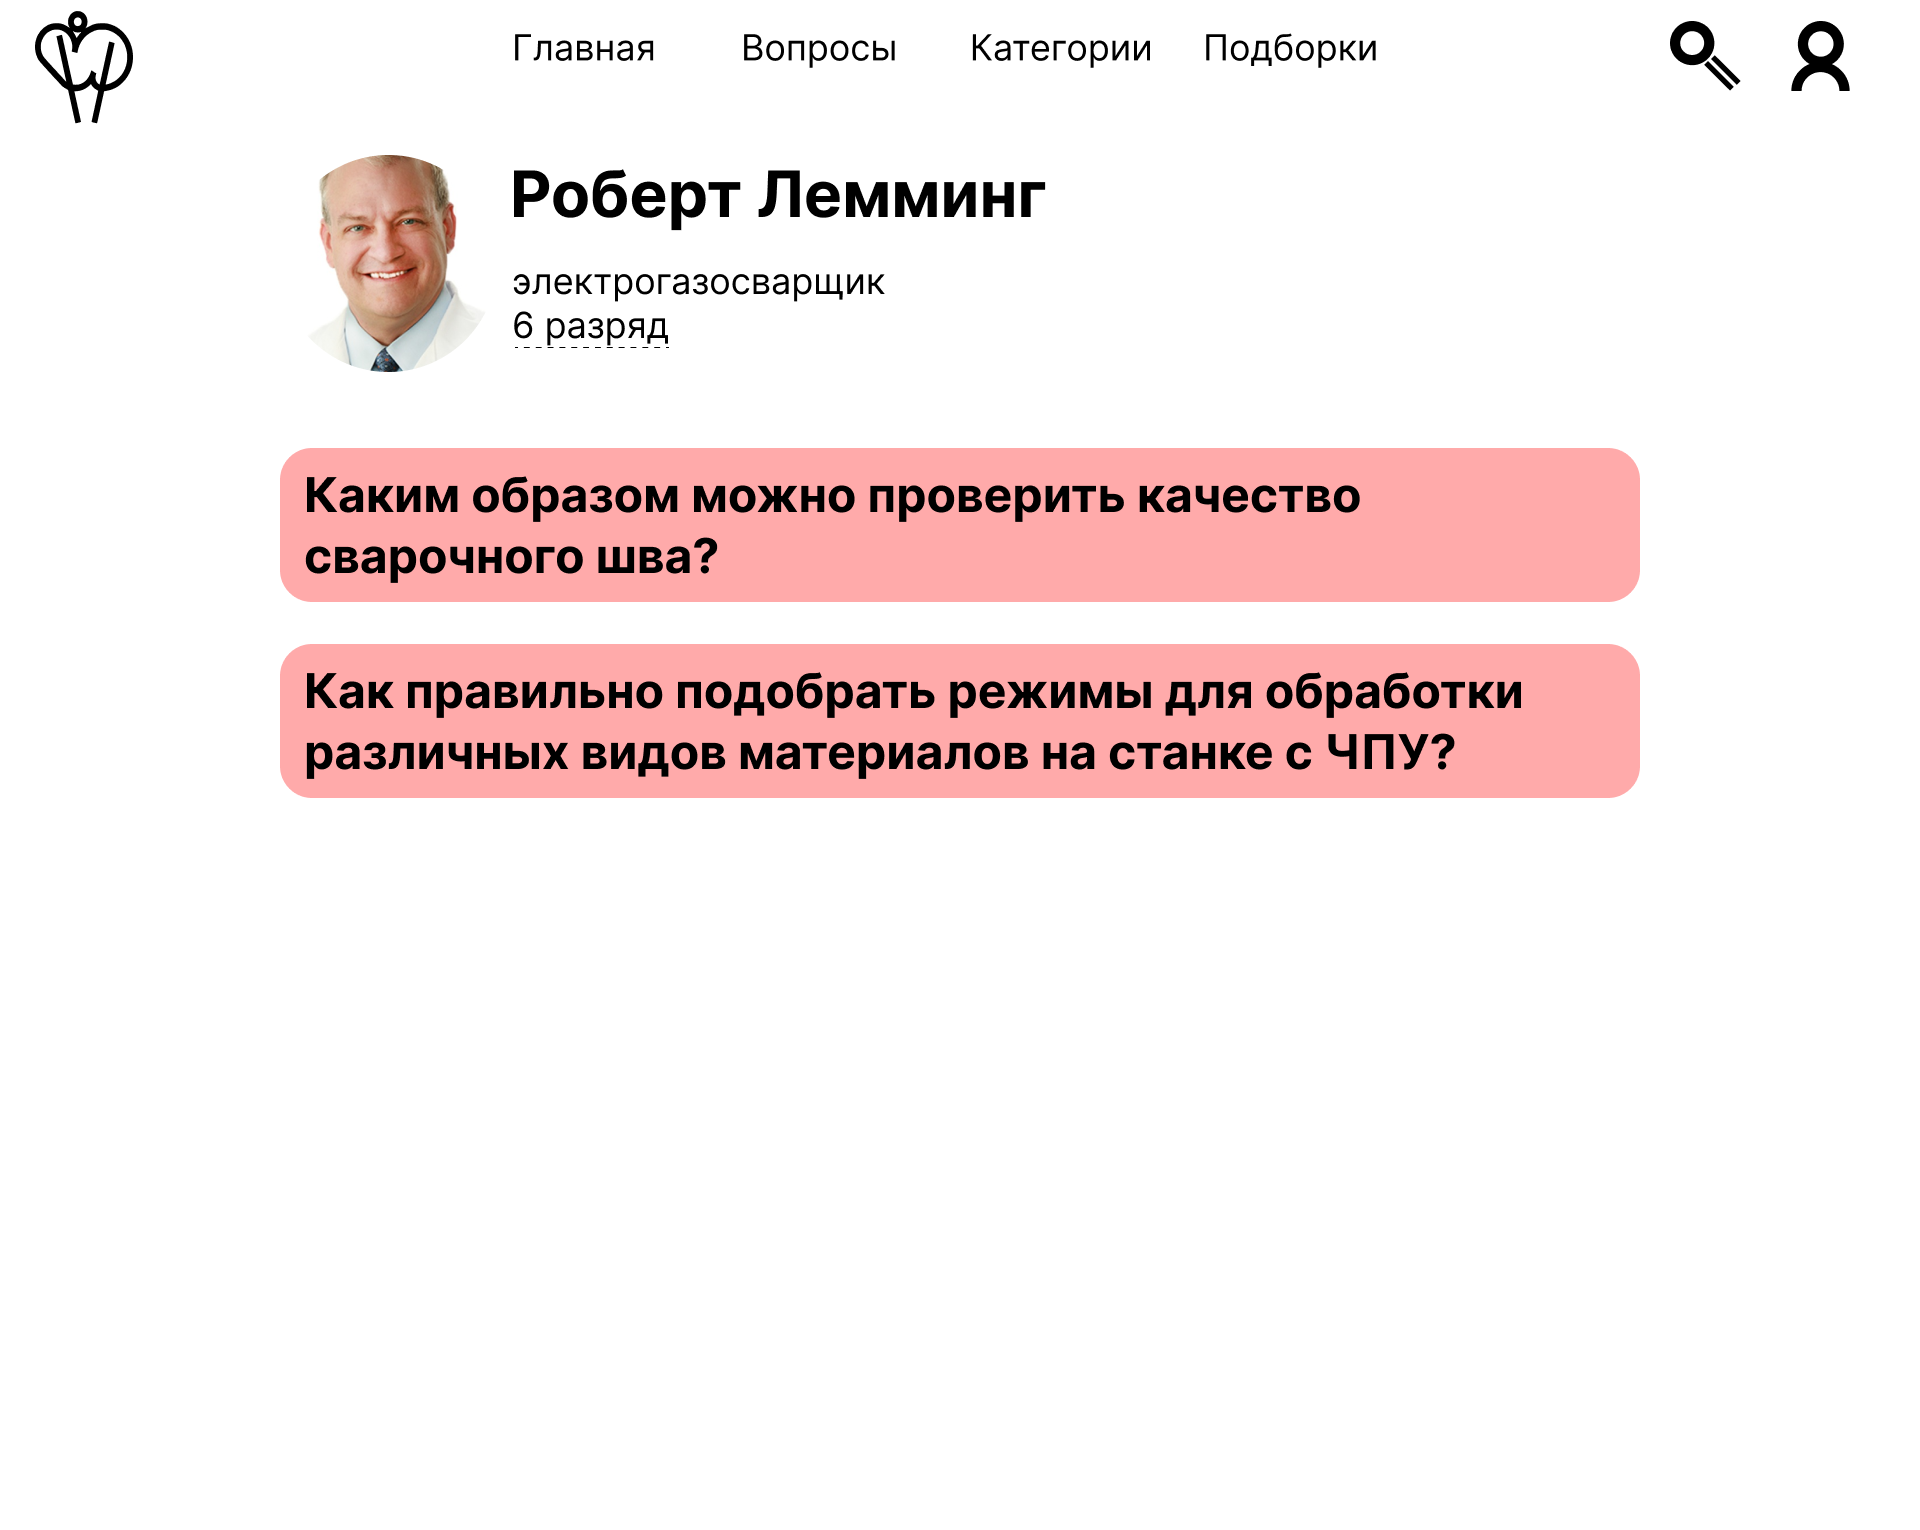 Главная Вопросы Категории Подборки
Роберт Лемминг
электрогазосварщик
6 разряд
Каким образом можно проверить качество
сварочного шва?
Как правильно подобрать режимы для обработки
различных видов материалов на станке с ЧПУ?